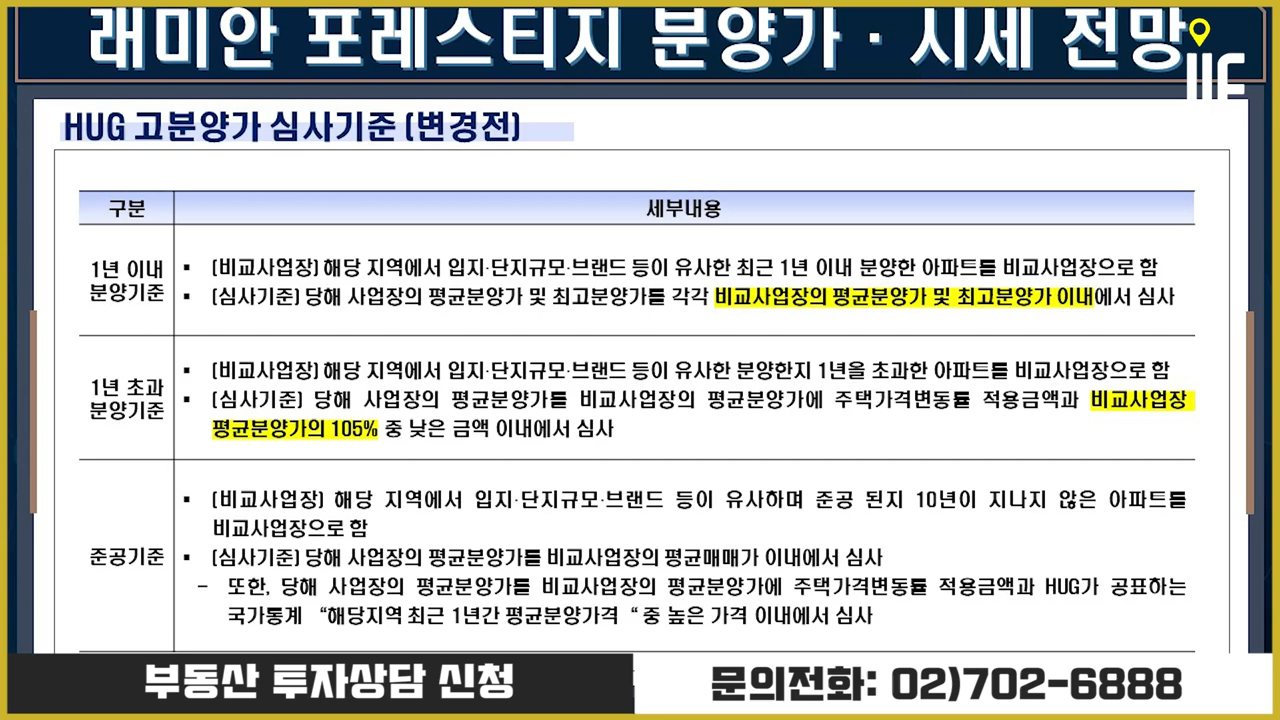 래미안 포레스티지 분양가·시세 전망
HUG 고분양가 심사기준 (변경전)
구분
세부내용
1년 이내
분양기준
▪ (비교사업장) 해당 지역에서 입지·단지규모·브랜드 등이 유사한 최근 1년 이내 분양한 아파트를 비교사업장으로 함
▪ (심사기준) 당해 사업장의 평균분양가 및 최고분양가를 각각 비교사업장의 평균분양가 및 최고분양가 이내에서 심사
1년 초과
분양기준
▪ (비교사업장) 해당 지역에서 입지·단지규모·브랜드 등이 유사한 분양한지 1년을 초과한 아파트를 비교사업장으로 함
▪ (심사기준) 당해 사업장의 평균분양가를 비교사업장의 평균분양가에 주택가격변동률 적용금액과 비교사업장
평균분양가의 105% 중 낮은 금액 이내에서 심사
준공기준
▪ (비교사업장) 해당 지역에서 입지·단지규모·브랜드 등이 유사하며 준공 된지 10년이 지나지 않은 아파트를
비교사업장으로 함
▪ (심사기준) 당해 사업장의 평균분양가를 비교사업장의 평균매매가 이내에서 심사
- 또한, 당해 사업장의 평균분양가를 비교사업장의 평균분양가에 주택가격변동률 적용금액과 HUG가 공표하는
국가통계 “해당지역 최근 1년간 평균분양가격 “ 중 높은 가격 이내에서 심사
부동산 투자상담 신청
문의전화: 02)702-6888